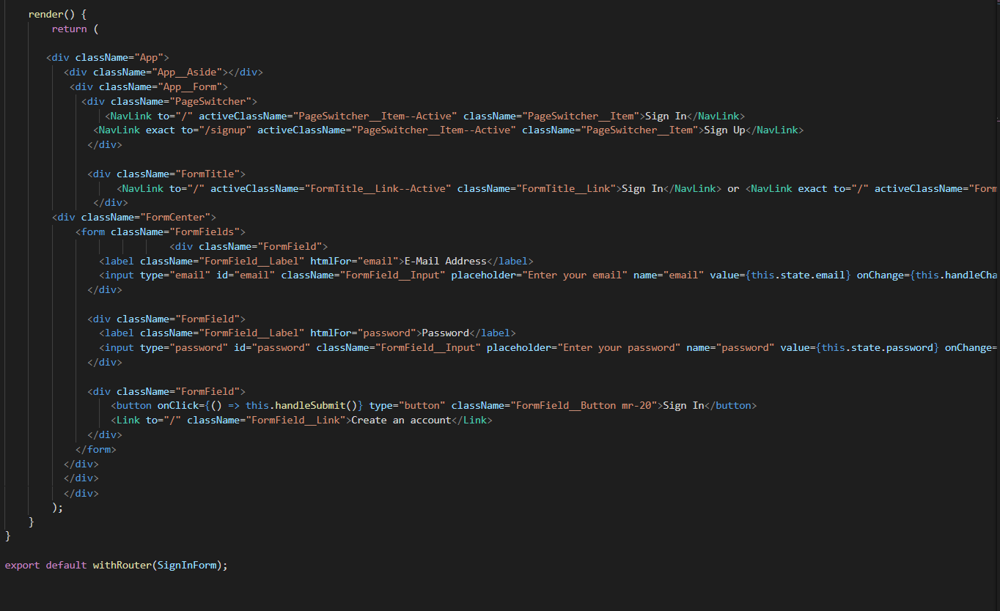 render() {
return (
<div className="App">
<div className="App__Aside"></div>
<div className="App__Form">
<div className="PageSwitcher">
<NavLink to="/" activeClassName="PageSwitcher__Item--Active" className="PageSwitcher__Item">Sign In</NavLink>
<NavLink exact to="/signup" activeClassName="PageSwitcher__Item--Active" className="PageSwitcher__Item">Sign Up</NavLink>
</div>
<div className="FormTitle">
<NavLink to="/" activeClassName="FormTitle__Link--Active" className="FormTitle__Link">Sign In</NavLink> or <NavLink exact to="/" activeClassName="Form
</div>
<div className="FormCenter">
<form className="FormFields">
<div className="FormField">
<label className="FormField__Label" htmlFor="email">E-Mail Address</label>
<input type="email" id="email" className="FormField__Input" placeholder="Enter your email" name="email" value={this.state.email} onChange={this.handleCha
</div>
<div className="FormField">
<label className="FormField__Label" htmlFor="password">Password</label>
<input type="password" id="password" className="FormField__Input" placeholder="Enter your password" name="password" value={this.state.password} onChange=
</div>
<div className="FormField">
<button onClick={() => this.handleSubmit()} type="button" className="FormField__Button mr-20">Sign In</button>
<Link to="/" className="FormField__Link">Create an account</Link>
</div>
</form>
</div>
</div>
</div>
);
}
}
export default withRouter(SignInForm);